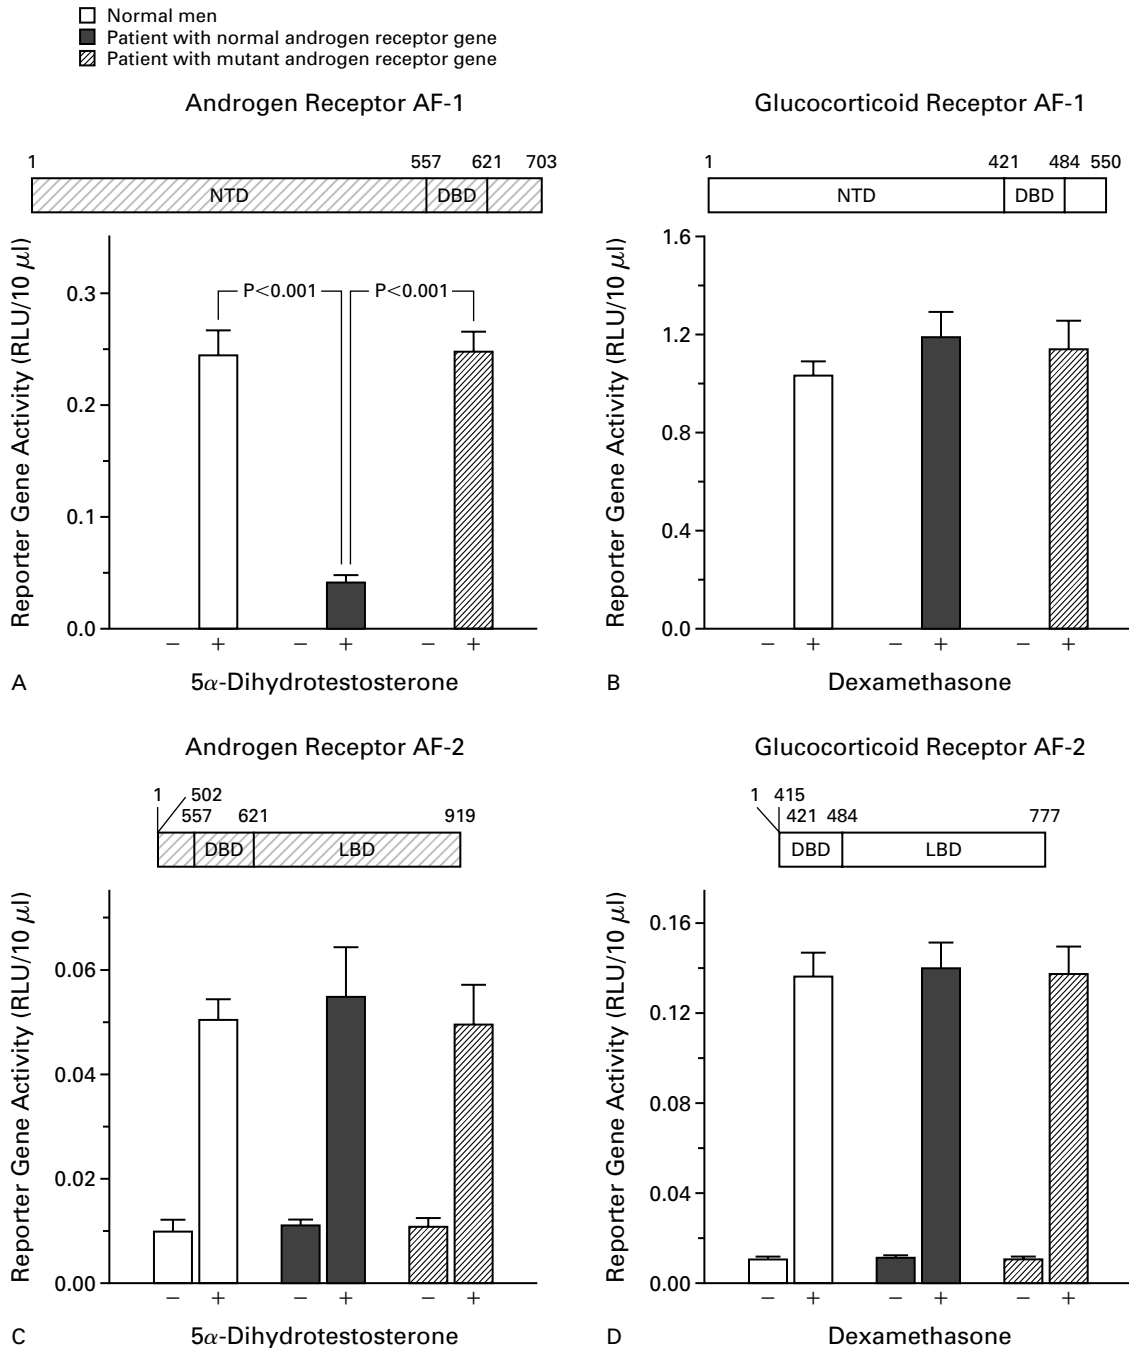 Normal men
Patient with normal androgen receptor gene
Patient with mutant androgen receptor gene
Androgen Receptor AF-1
1 557 621 703
NTD DBD
Reporter Gene Activity (RLU/10 µl)
0.3
0.2
0.1
0.0
P<0.001 P<0.001
− + − + − +
A 5α-Dihydrotestosterone
Glucocorticoid Receptor AF-1
1 421 484 550
NTD DBD
Reporter Gene Activity (RLU/10 µl)
1.6
1.2
0.8
0.4
0.0
− + − + − +
B Dexamethasone
Androgen Receptor AF-2
1 502
557 621 919
DBD LBD
Reporter Gene Activity (RLU/10 µl)
0.06
0.04
0.02
0.00
− + − + − +
C 5α-Dihydrotestosterone
Glucocorticoid Receptor AF-2
1 415
421 484 777
DBD LBD
Reporter Gene Activity (RLU/10 µl)
0.16
0.12
0.08
0.04
0.00
− + − + − +
D Dexamethasone